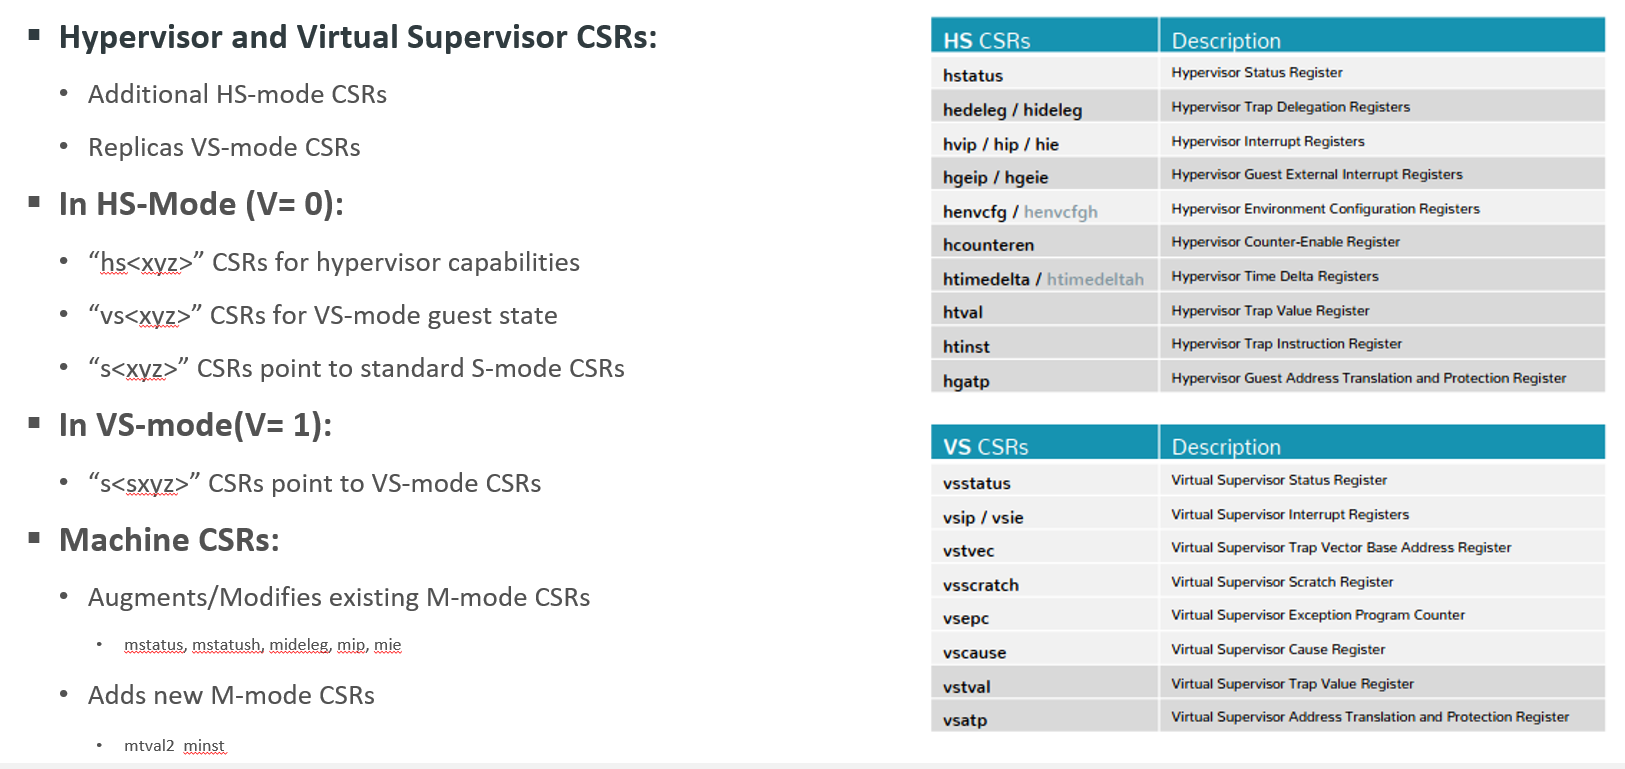 ▪ Hypervisor and Virtual Supervisor CSRs:
• Additional HS-mode CSRs
• Replicas VS-mode CSRs
▪ In HS-Mode (V= 0):
• “hs<xyz>” CSRs for hypervisor capabilities
• “vs<xyz>” CSRs for VS-mode guest state
• “s<xyz>” CSRs point to standard S-mode CSRs
▪ In VS-mode(V= 1):
• “s<sxyz>” CSRs point to VS-mode CSRs
▪ Machine CSRs:
• Augments/Modifies existing M-mode CSRs
• mstatus, mstatush, mideleg, mip, mie
• Adds new M-mode CSRs
• mtval2 minst
HS CSRs Description
hstatus Hypervisor Status Register
hedeleg / hideleg Hypervisor Trap Delegation Registers
hvip / hip / hie Hypervisor Interrupt Registers
hgeip / hgeie Hypervisor Guest External Interrupt Registers
henvcfg / henvcfgh Hypervisor Environment Configuration Registers
hcounteren Hypervisor Counter-Enable Register
htimedelta / htimedeltah Hypervisor Time Delta Registers
htval Hypervisor Trap Value Register
htinst Hypervisor Trap Instruction Register
hgatp Hypervisor Guest Address Translation and Protection Register
VS CSRs Description
vsstatus Virtual Supervisor Status Register
vsip / vsie Virtual Supervisor Interrupt Registers
vstvec Virtual Supervisor Trap Vector Base Address Register
vsscratch Virtual Supervisor Scratch Register
vsepc Virtual Supervisor Exception Program Counter
vscause Virtual Supervisor Cause Register
vstval Virtual Supervisor Trap Value Register
vsatp Virtual Supervisor Address Translation and Protection Register